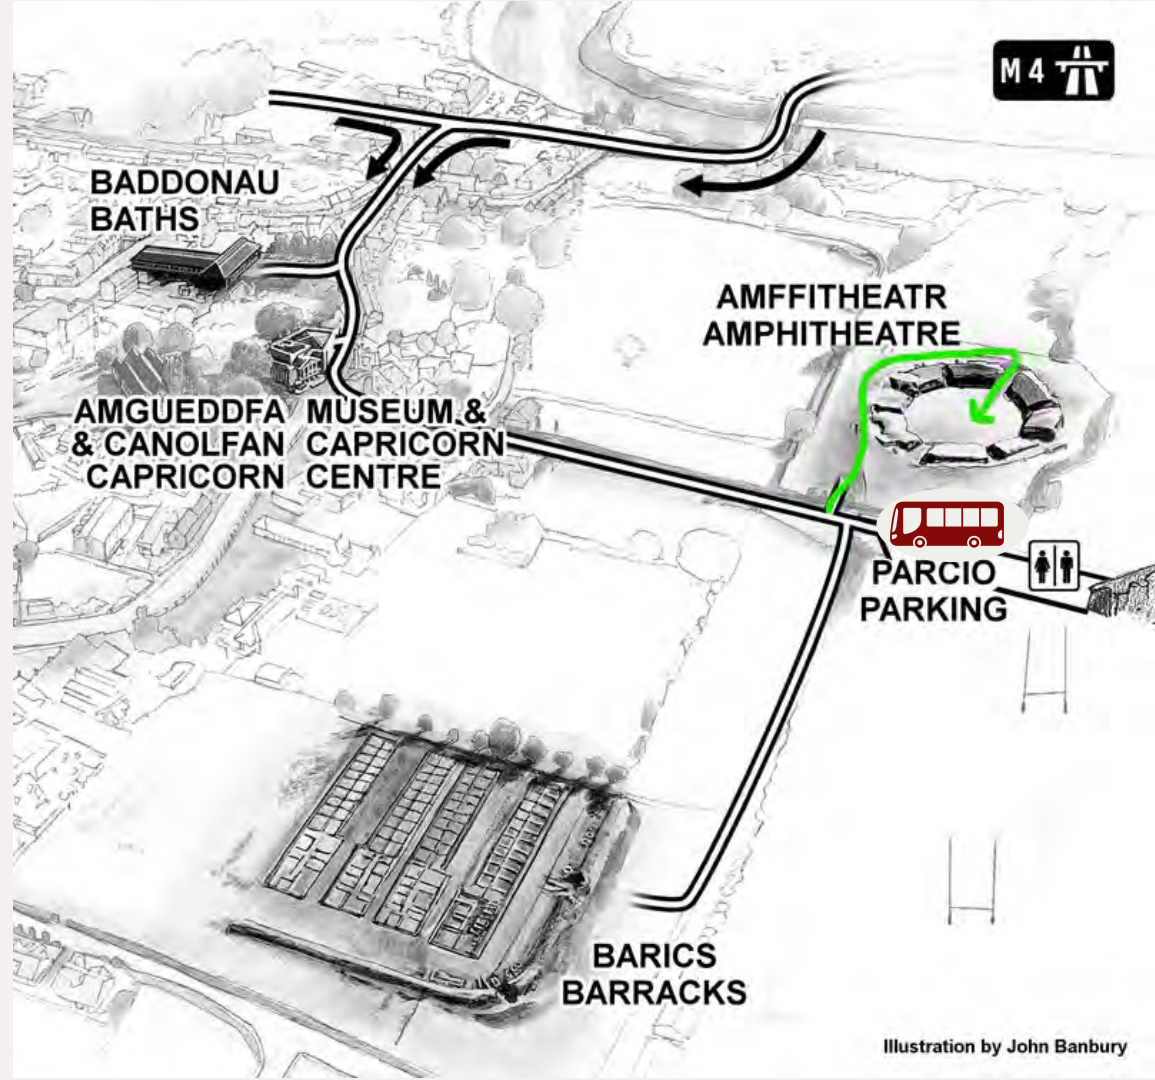 M4
BADDONAU
BATHS
AMFFITHEATR
AMPHITHEATRE
AMGUEDDFA
& CANOLFAN
CAPRICORN
MUSEUM &
CAPRICORN
CENTRE
PARCIO
PARKING
BARICS
BARRACKS
Illustration by John Banbury